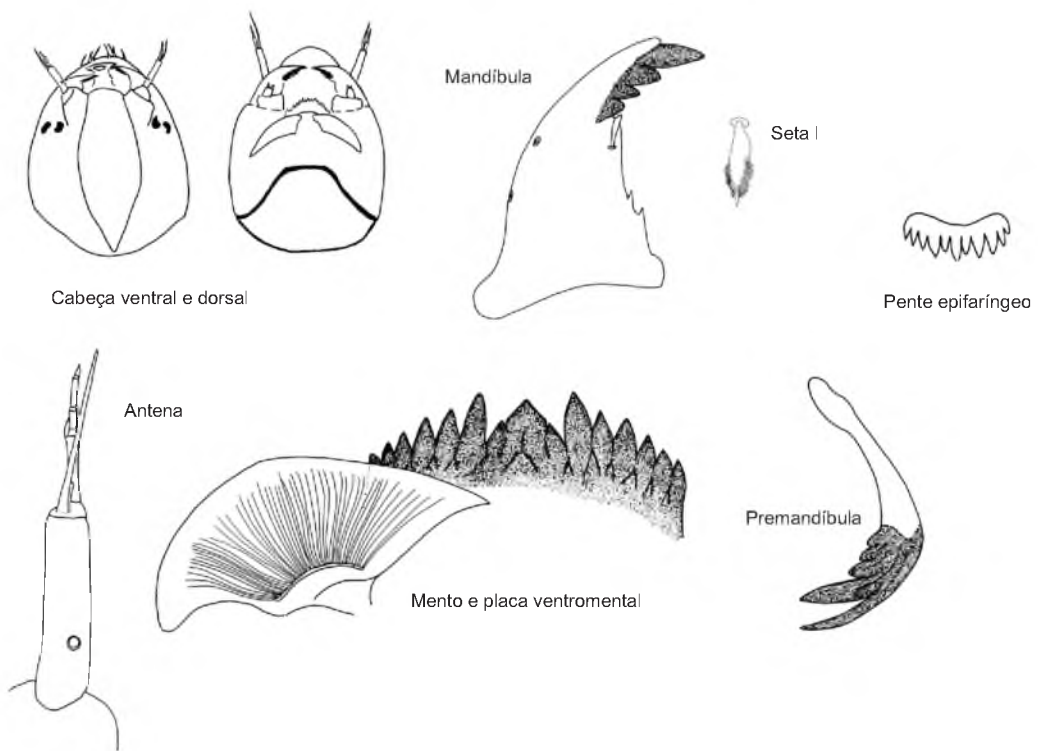 Mandíbula
Seta I
Cabeça ventral e dorsal
Pente epifaríngeo
Antena
Premandíbula
Mento e placa ventromental